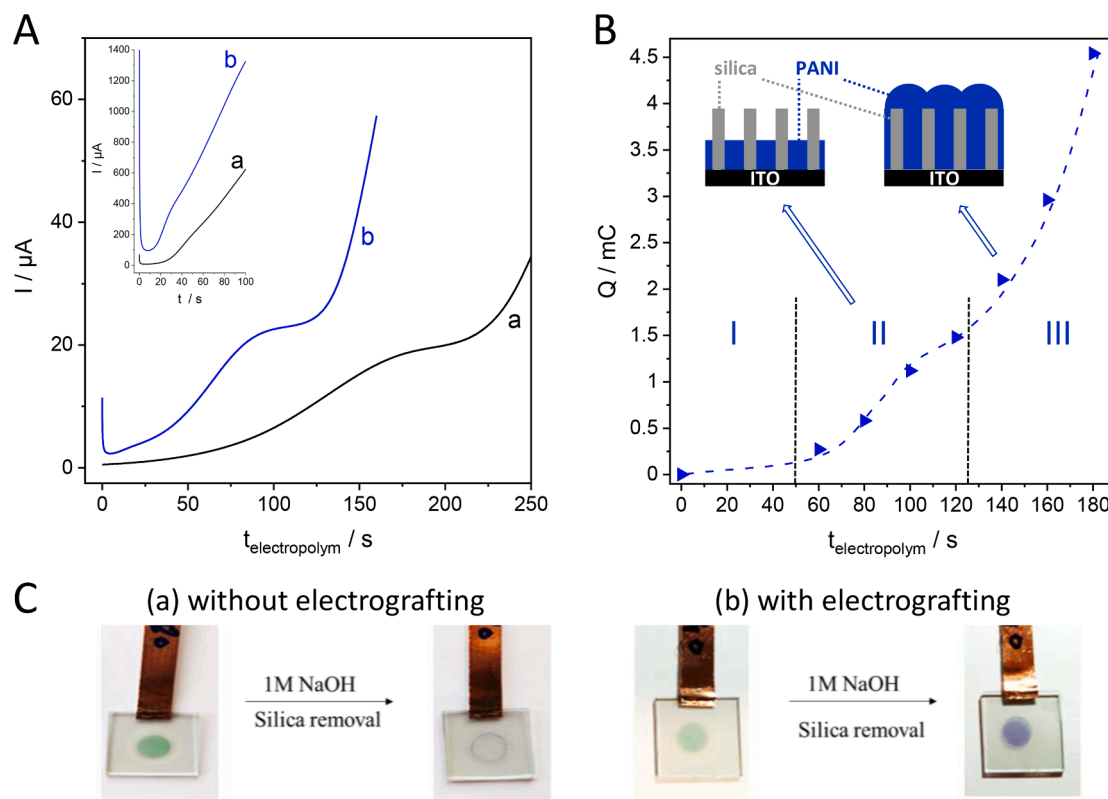 A
B
I / µA
60
40
20
0
0
50
100
150
200
250
t electropolym / s
b
a
I / µA
1400
1200
1000
800
600
400
200
0
0 20 40 60 80 100
t / s
b
a
Q / mC
4.5
4
3.5
3
2.5
2
1.5
1
0.5
0
0 20 40 60 80 100 120 140 160 180
t electropolym / s
silica
PANI
ITO
ITO
I
II
III
C
(a) without electrografting
1M NaOH
Silica removal
(b) with electrografting
1M NaOH
Silica removal